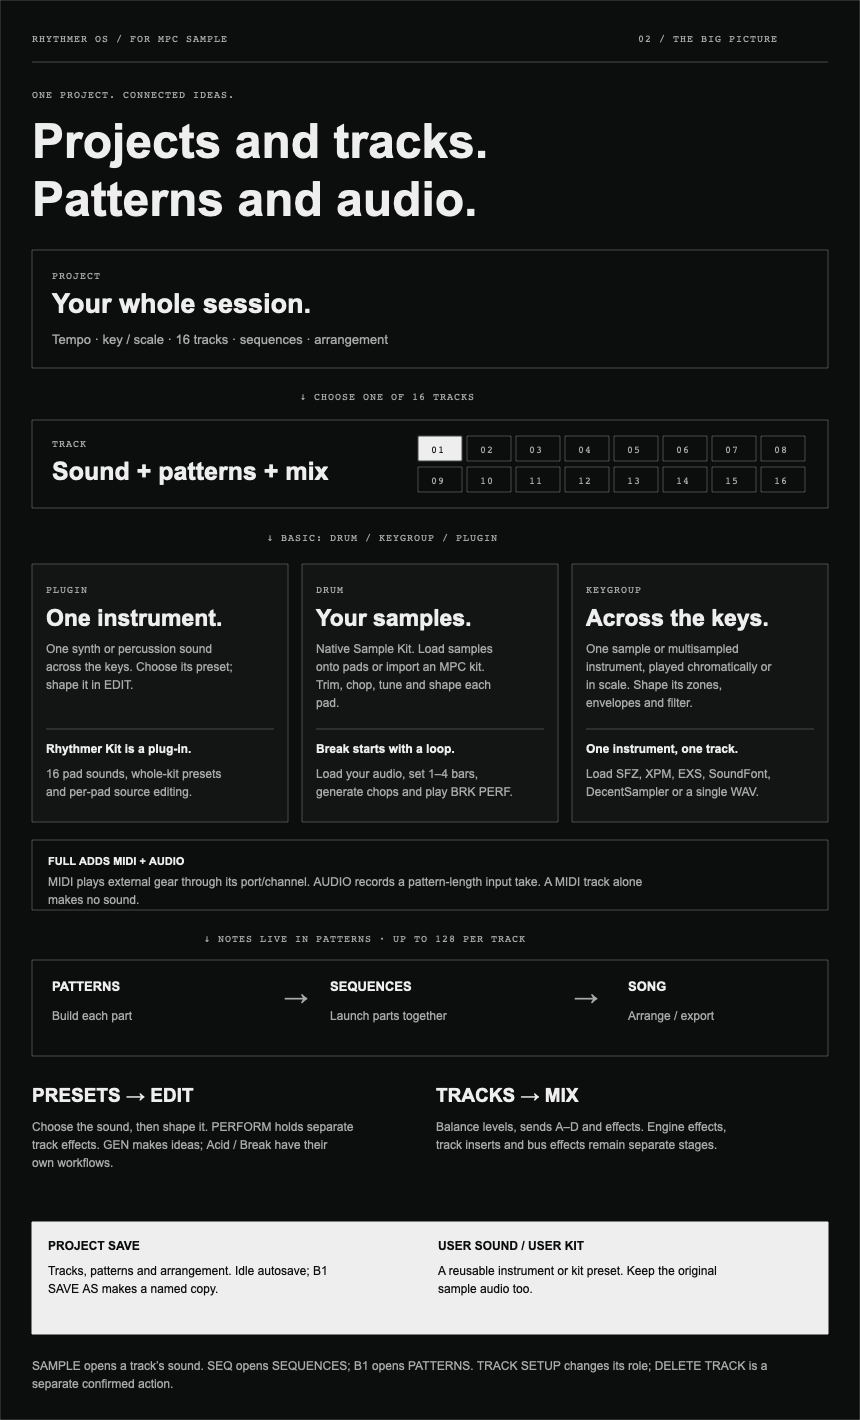 RHYTHMER OS / FOR MPC SAMPLE
02 / THE BIG PICTURE
ONE PROJECT. CONNECTED IDEAS.
Projects and tracks.
Patterns and audio.
PROJECT
Your whole session.
Tempo · key / scale · 16 tracks · sequences · arrangement
↓ CHOOSE ONE OF 16 TRACKS
TRACK
Sound + patterns + mix
01 02 03 04 05 06 07 08
09 10 11 12 13 14 15 16
↓ BASIC: DRUM / KEYGROUP / PLUGIN
PLUGIN
One instrument.
One synth or percussion sound
across the keys. Choose its preset;
shape it in EDIT.
Rhythmer Kit is a plug-in.
16 pad sounds, whole-kit presets
and per-pad source editing.
DRUM
Your samples.
Native Sample Kit. Load samples
onto pads or import an MPC kit.
Trim, chop, tune and shape each
pad.
Break starts with a loop.
Load your audio, set 1–4 bars,
generate chops and play BRK PERF.
KEYGROUP
Across the keys.
One sample or multisampled
instrument, played chromatically or
in scale. Shape its zones,
envelopes and filter.
One instrument, one track.
Load SFZ, XPM, EXS, SoundFont,
DecentSampler or a single WAV.
FULL ADDS MIDI + AUDIO
MIDI plays external gear through its port/channel. AUDIO records a pattern-length input take. A MIDI track alone
makes no sound.
↓ NOTES LIVE IN PATTERNS · UP TO 128 PER TRACK
PATTERNS
Build each part
→
SEQUENCES
Launch parts together
→
SONG
Arrange / export
PRESETS → EDIT
Choose the sound, then shape it. PERFORM holds separate
track effects. GEN makes ideas; Acid / Break have their
own workflows.
TRACKS → MIX
Balance levels, sends A–D and effects. Engine effects,
track inserts and bus effects remain separate stages.
PROJECT SAVE
Tracks, patterns and arrangement. Idle autosave; B1
SAVE AS makes a named copy.
USER SOUND / USER KIT
A reusable instrument or kit preset. Keep the original
sample audio too.
SAMPLE opens a track’s sound. SEQ opens SEQUENCES; B1 opens PATTERNS. TRACK SETUP changes its role; DELETE TRACK is a
separate confirmed action.